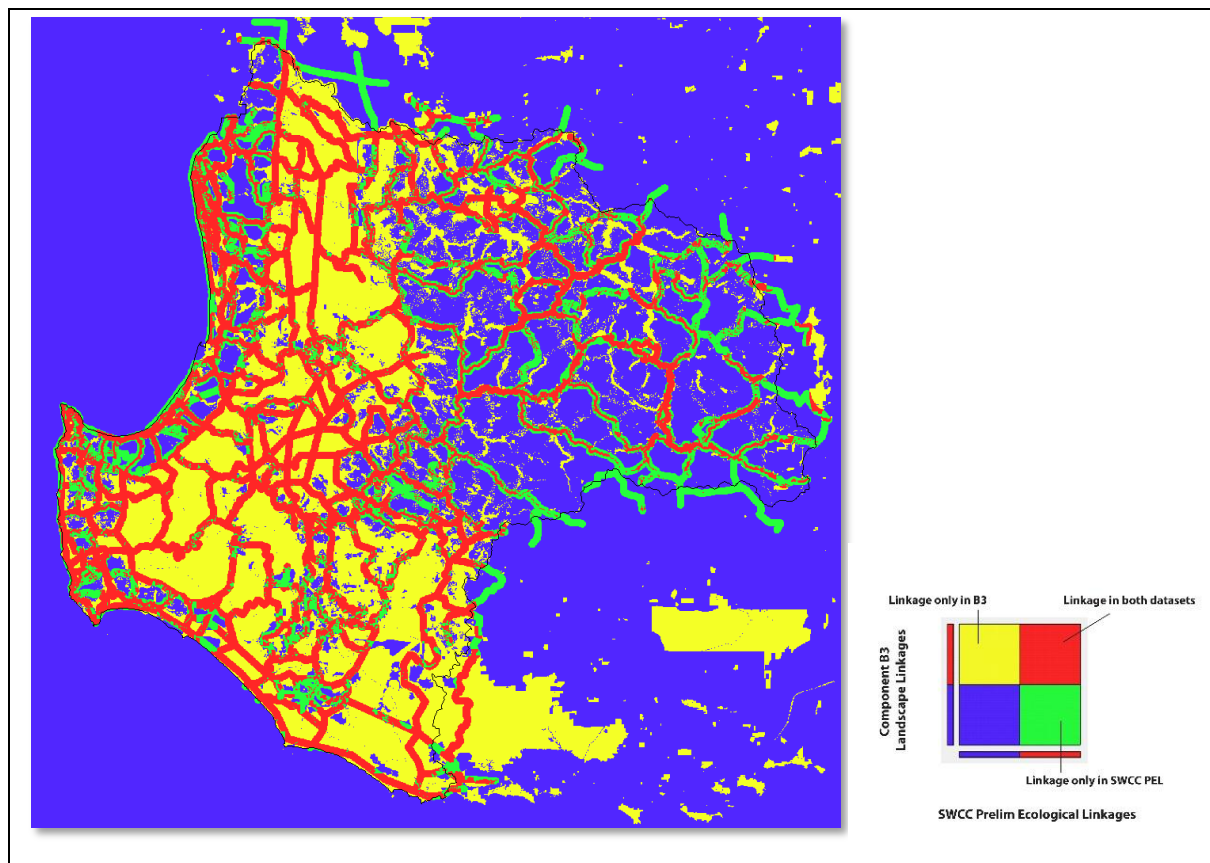 Linkage only in B3
Linkage in both datasets
Component B3
Landscape Linkages
Linkage only in SWCC PEL
SWCC Prelim Ecological Linkages